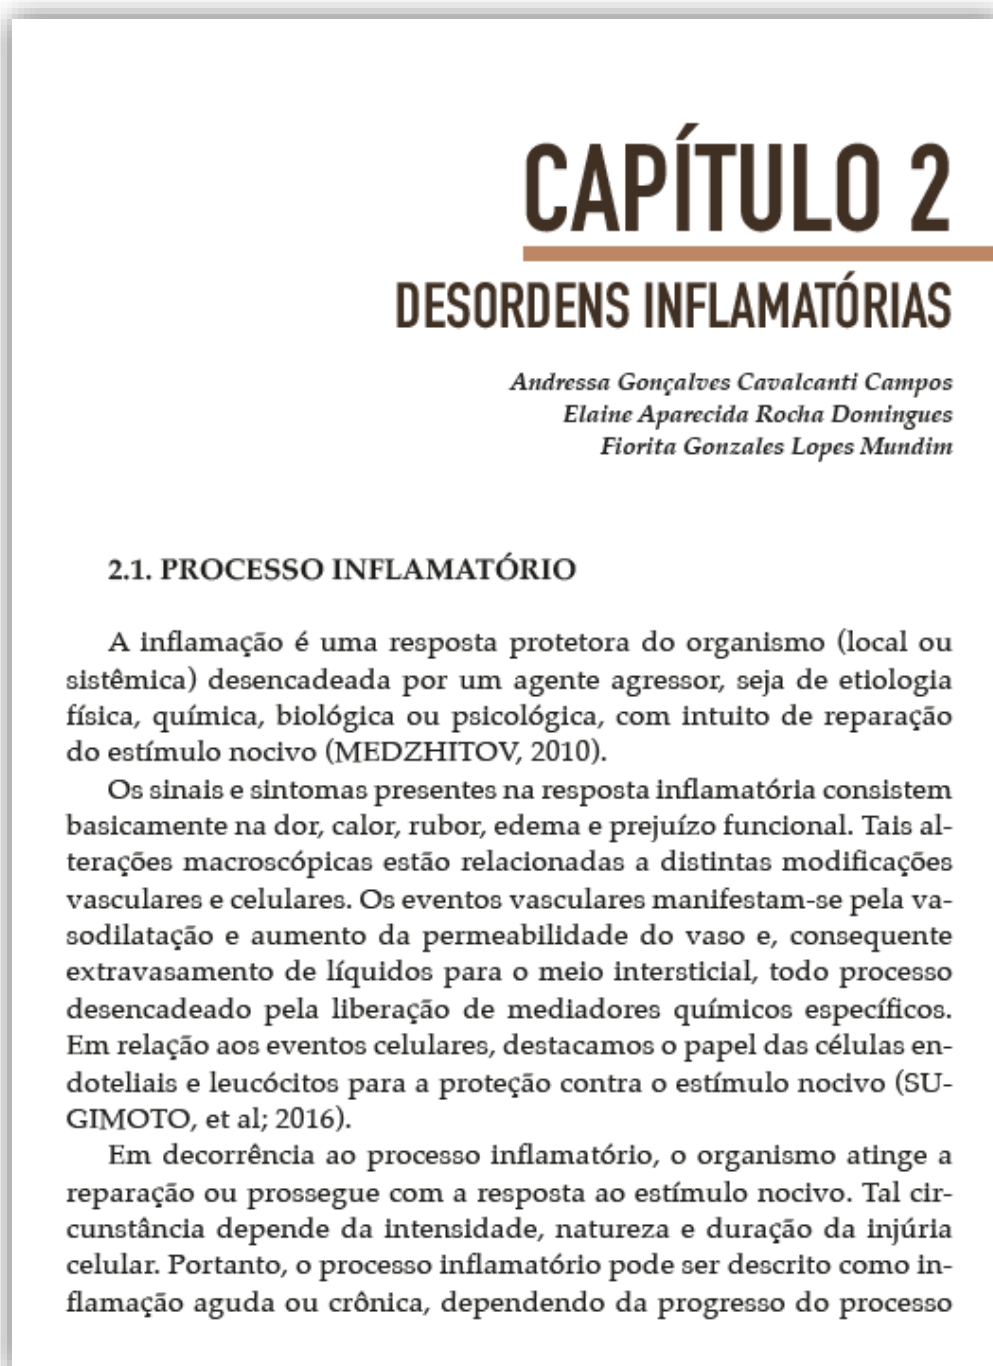 CAPÍTULO 2
DESORDENS INFLAMATÓRIAS
Andressa Gonçalves Cavalcanti Campos
Elaine Aparecida Rocha Domingues
Fiorita Gonzales Lopes Mundim
2.1. PROCESSO INFLAMATÓRIO
A inflamação é uma resposta protetora do organismo (local ou
sistêmica) desencadeada por um agente agressor, seja de etiologia
física, química, biológica ou psicológica, com intuito de reparação
do estímulo nocivo (MEDZHITOV, 2010).
Os sinais e sintomas presentes na resposta inflamatória consistem
basicamente na dor, calor, rubor, edema e prejuízo funcional. Tais al-
terações macroscópicas estão relacionadas a distintas modificações
vasculares e celulares. Os eventos vasculares manifestam-se pela va-
sodilatação e aumento da permeabilidade do vaso e, consequente
extravasamento de líquidos para o meio intersticial, todo processo
desencadeado pela liberação de mediadores químicos específicos.
Em relação aos eventos celulares, destacamos o papel das células en-
doteliais e leucócitos para a proteção contra o estímulo nocivo (SU-
GIMOTO, et al; 2016).
Em decorrência ao processo inflamatório, o organismo atinge a
reparação ou prossegue com a resposta ao estímulo nocivo. Tal cir-
cunstância depende da intensidade, natureza e duração da injúria
celular. Portanto, o processo inflamatório pode ser descrito como in-
flamação aguda ou crônica, dependendo da progresso do processo